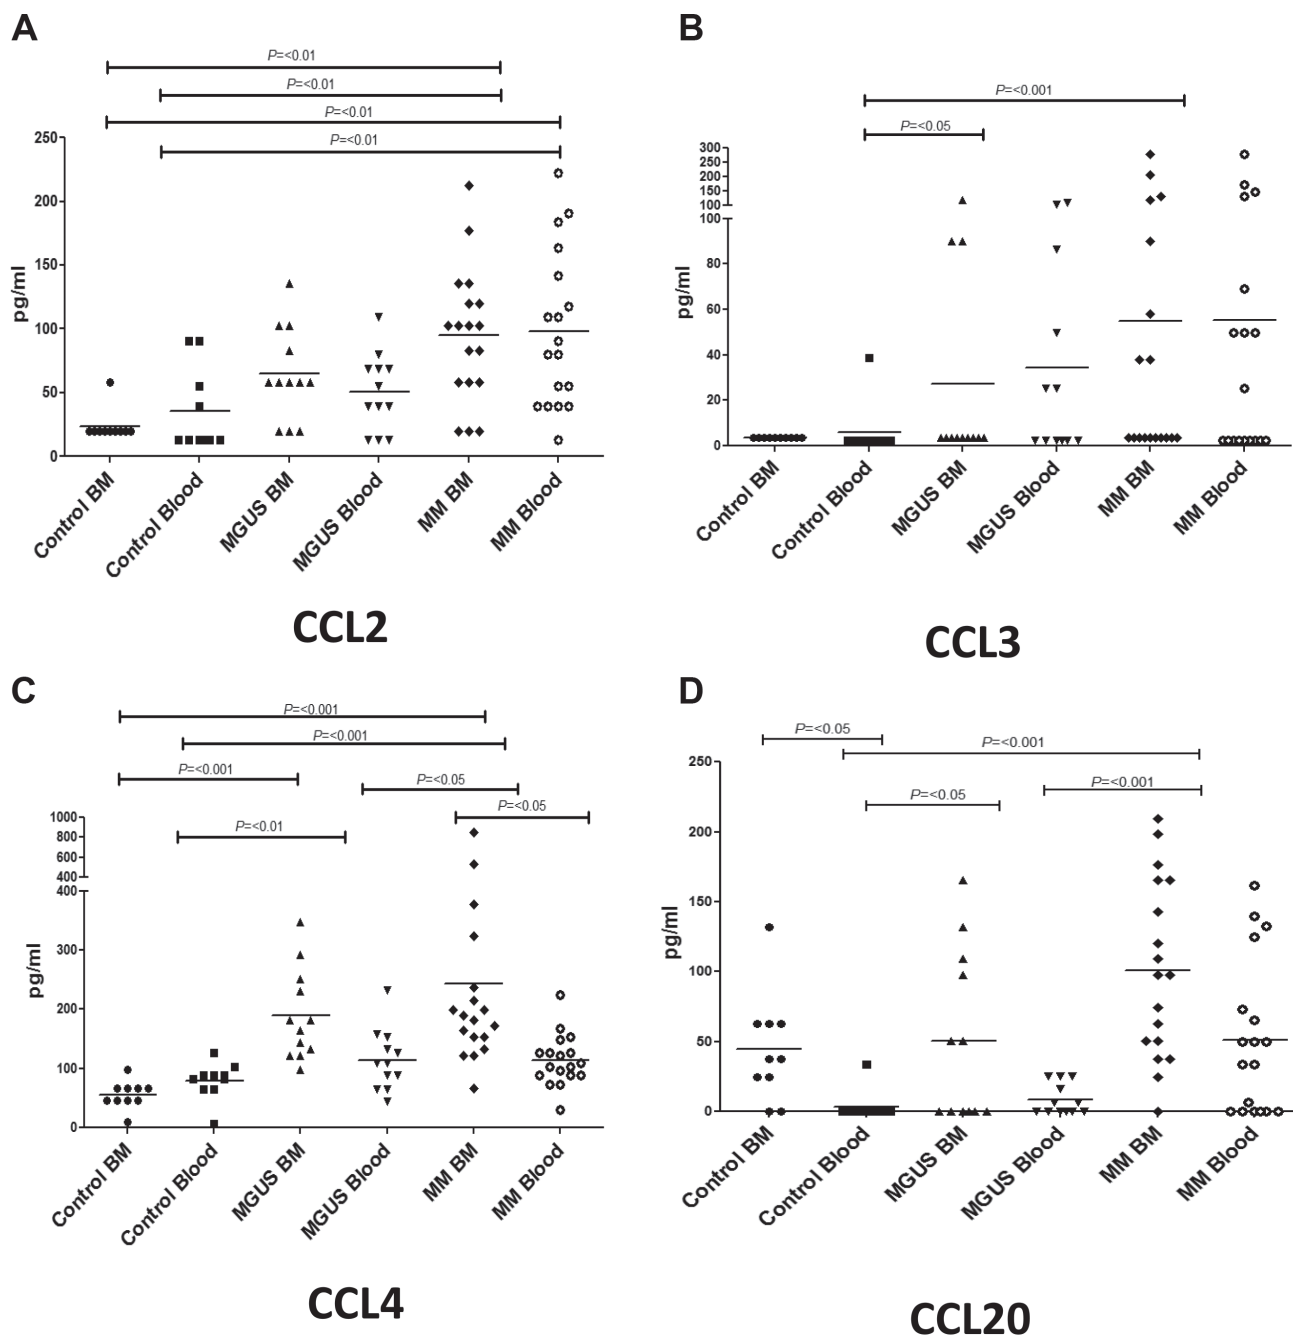 A
P=<0.01
P=<0.01
P=<0.01
P=<0.01
250
200
150
100
50
0
pg/ml
Control BM
Control Blood
MGUS BM
MGUS Blood
MM BM
MM Blood
CCL2
B
P=<0.001
P=<0.05
300
250
200
150
100
100
80
60
40
20
0
pg/ml
Control BM
Control Blood
MGUS BM
MGUS Blood
MM BM
MM Blood
CCL3
C
P=<0.001
P=<0.001
P=<0.001
P=<0.05
P=<0.05
P=<0.01
1000
800
600
400
400
300
200
100
0
pg/ml
Control BM
Control Blood
MGUS BM
MGUS Blood
MM BM
MM Blood
CCL4
D
P=<0.05
P=<0.001
P=<0.001
P=<0.05
250
200
150
100
50
0
pg/ml
Control BM
Control Blood
MGUS BM
MGUS Blood
MM BM
MM Blood
CCL20